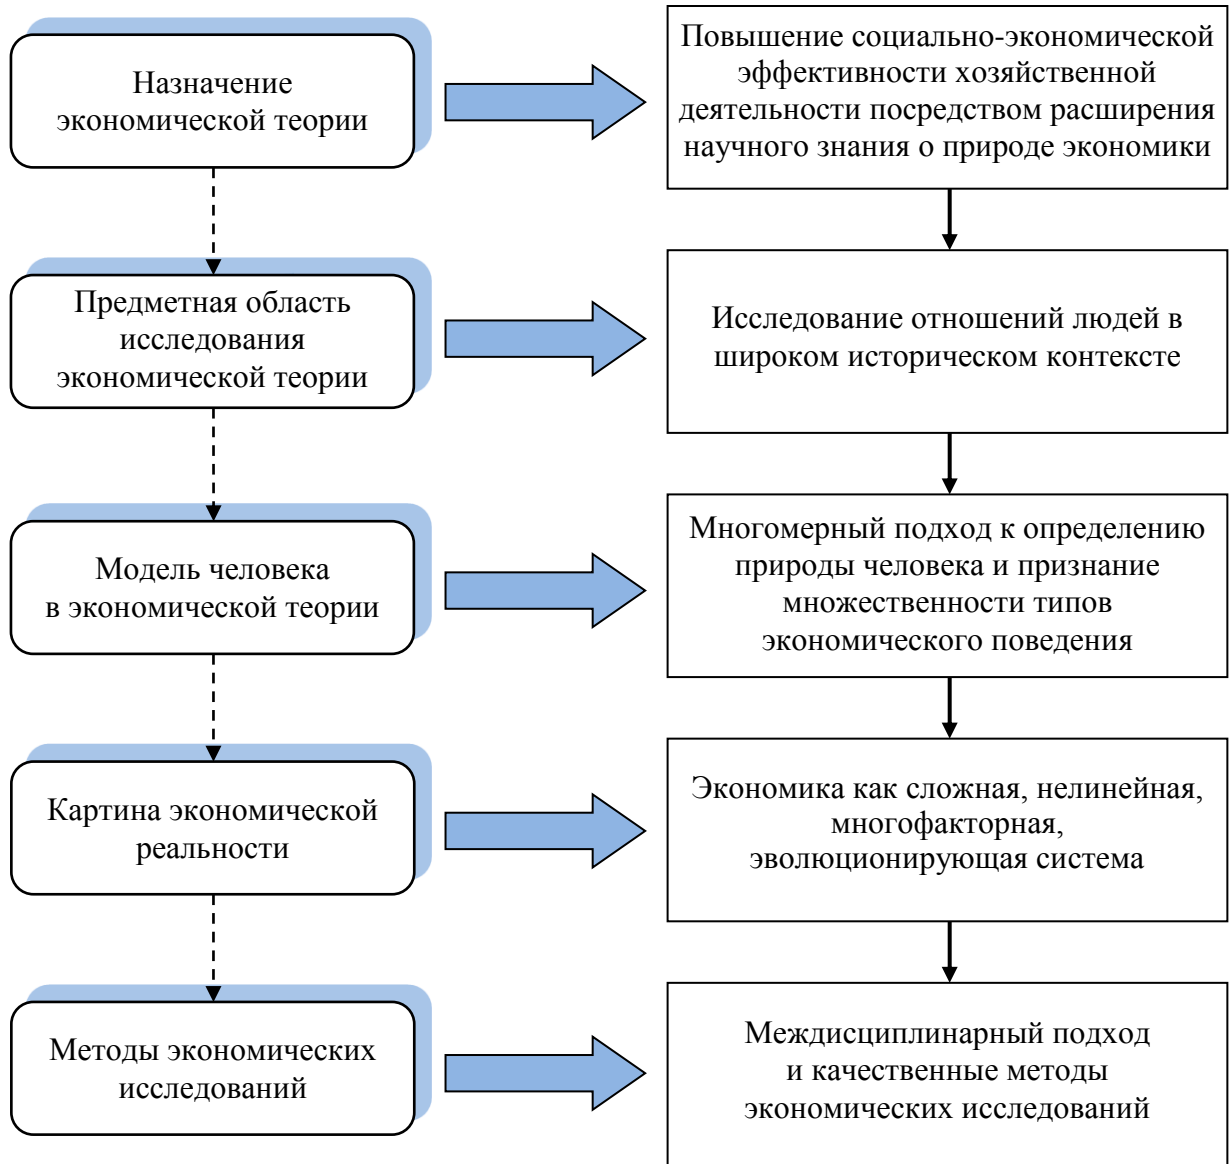 Назначение
экономической теории
Повышение социально-экономической
эффективности хозяйственной
деятельности посредством расширения
научного знания о природе экономики
Предметная область
исследования
экономической теории
Исследование отношений людей в
широком историческом контексте
Модель человека
в экономической теории
Многомерный подход к определению
природы человека и признание
множественности типов
экономического поведения
Картина экономической
реальности
Экономика как сложная, нелинейная,
многофакторная,
эволюционирующая система
Методы экономических
исследований
Междисциплинарный подход
и качественные методы
экономических исследований